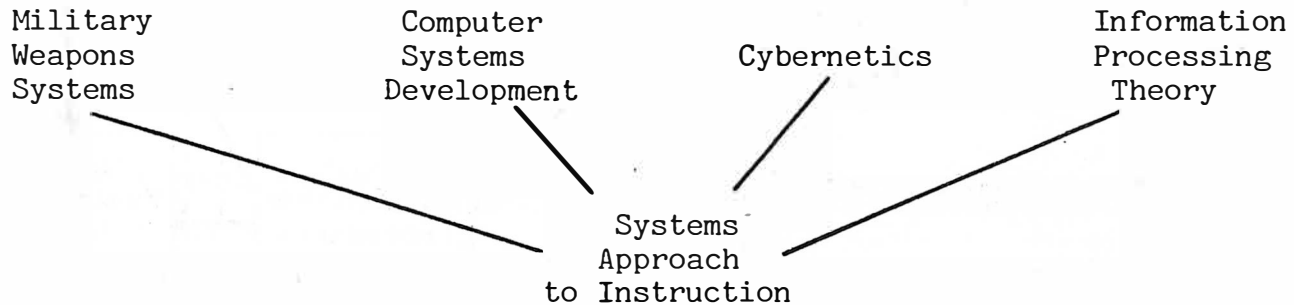 Military
Weapons
Systems
Computer
Systems
Development
Cybernetics
Information
Processing
Theory
Systems
Approach
to Instruction